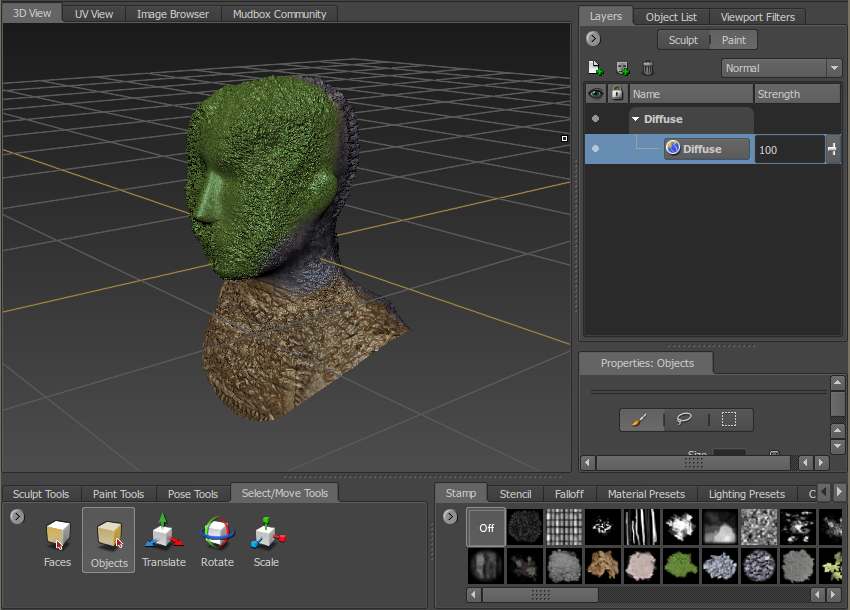 3D View UV View Image Browser Mudbox Community
Layers Object List Viewport Filters
Sculpt Paint
Normal
Name Strength
Diffuse
Diffuse 100
Properties: Objects
Size
Sculpt Tools Paint Tools Pose Tools Select/Move Tools
Faces Objects Translate Rotate Scale
Stamp Stencil Falloff Material Presets Lighting Presets C
Off